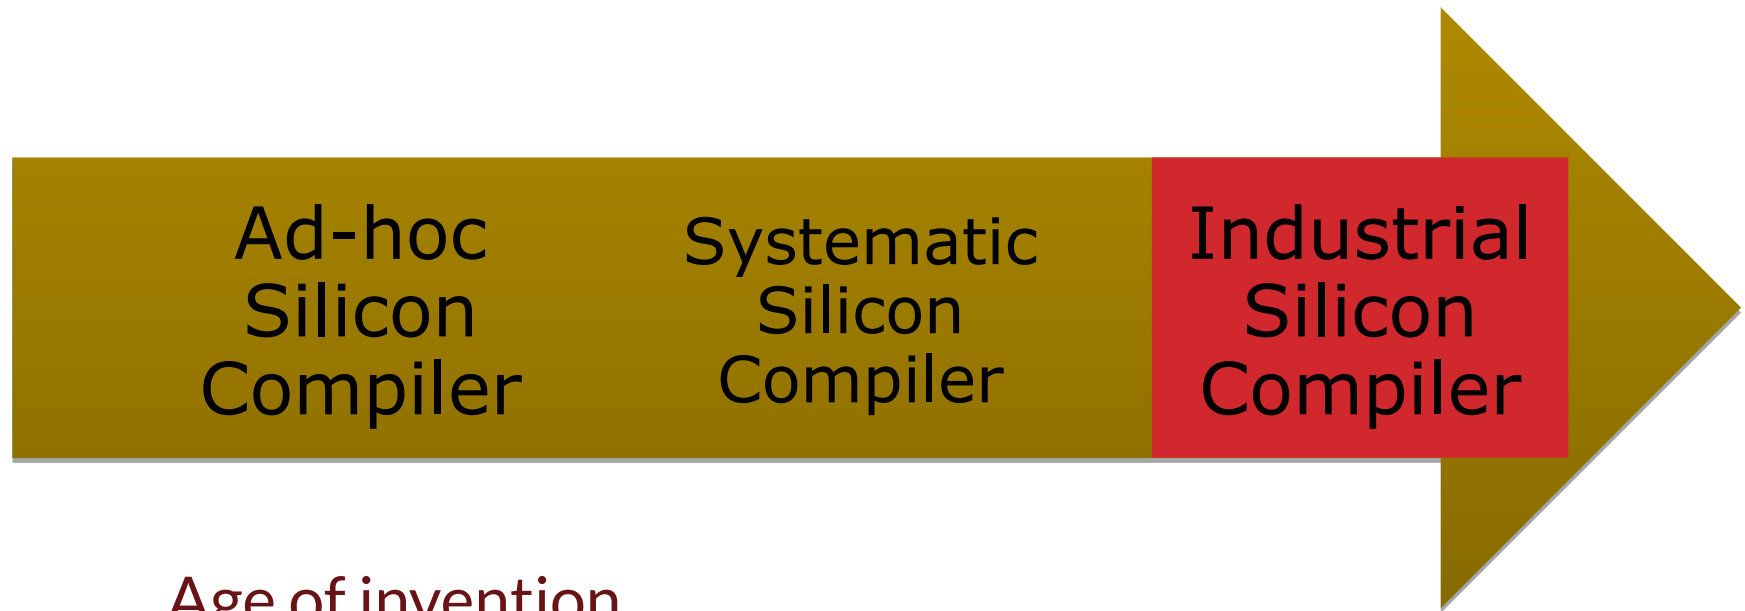 Ad-hoc
Silicon
Compiler
Systematic
Silicon
Compiler
Industrial
Silicon
Compiler
Age of invention